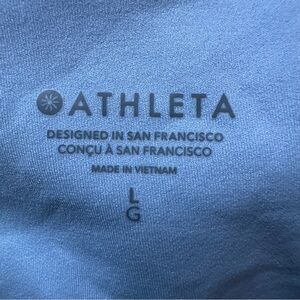 ATHLETA
DESIGNED IN SAN FRANCISCO
CONÇU À SAN FRANCISCO
MADE IN VIETNAM
L
G